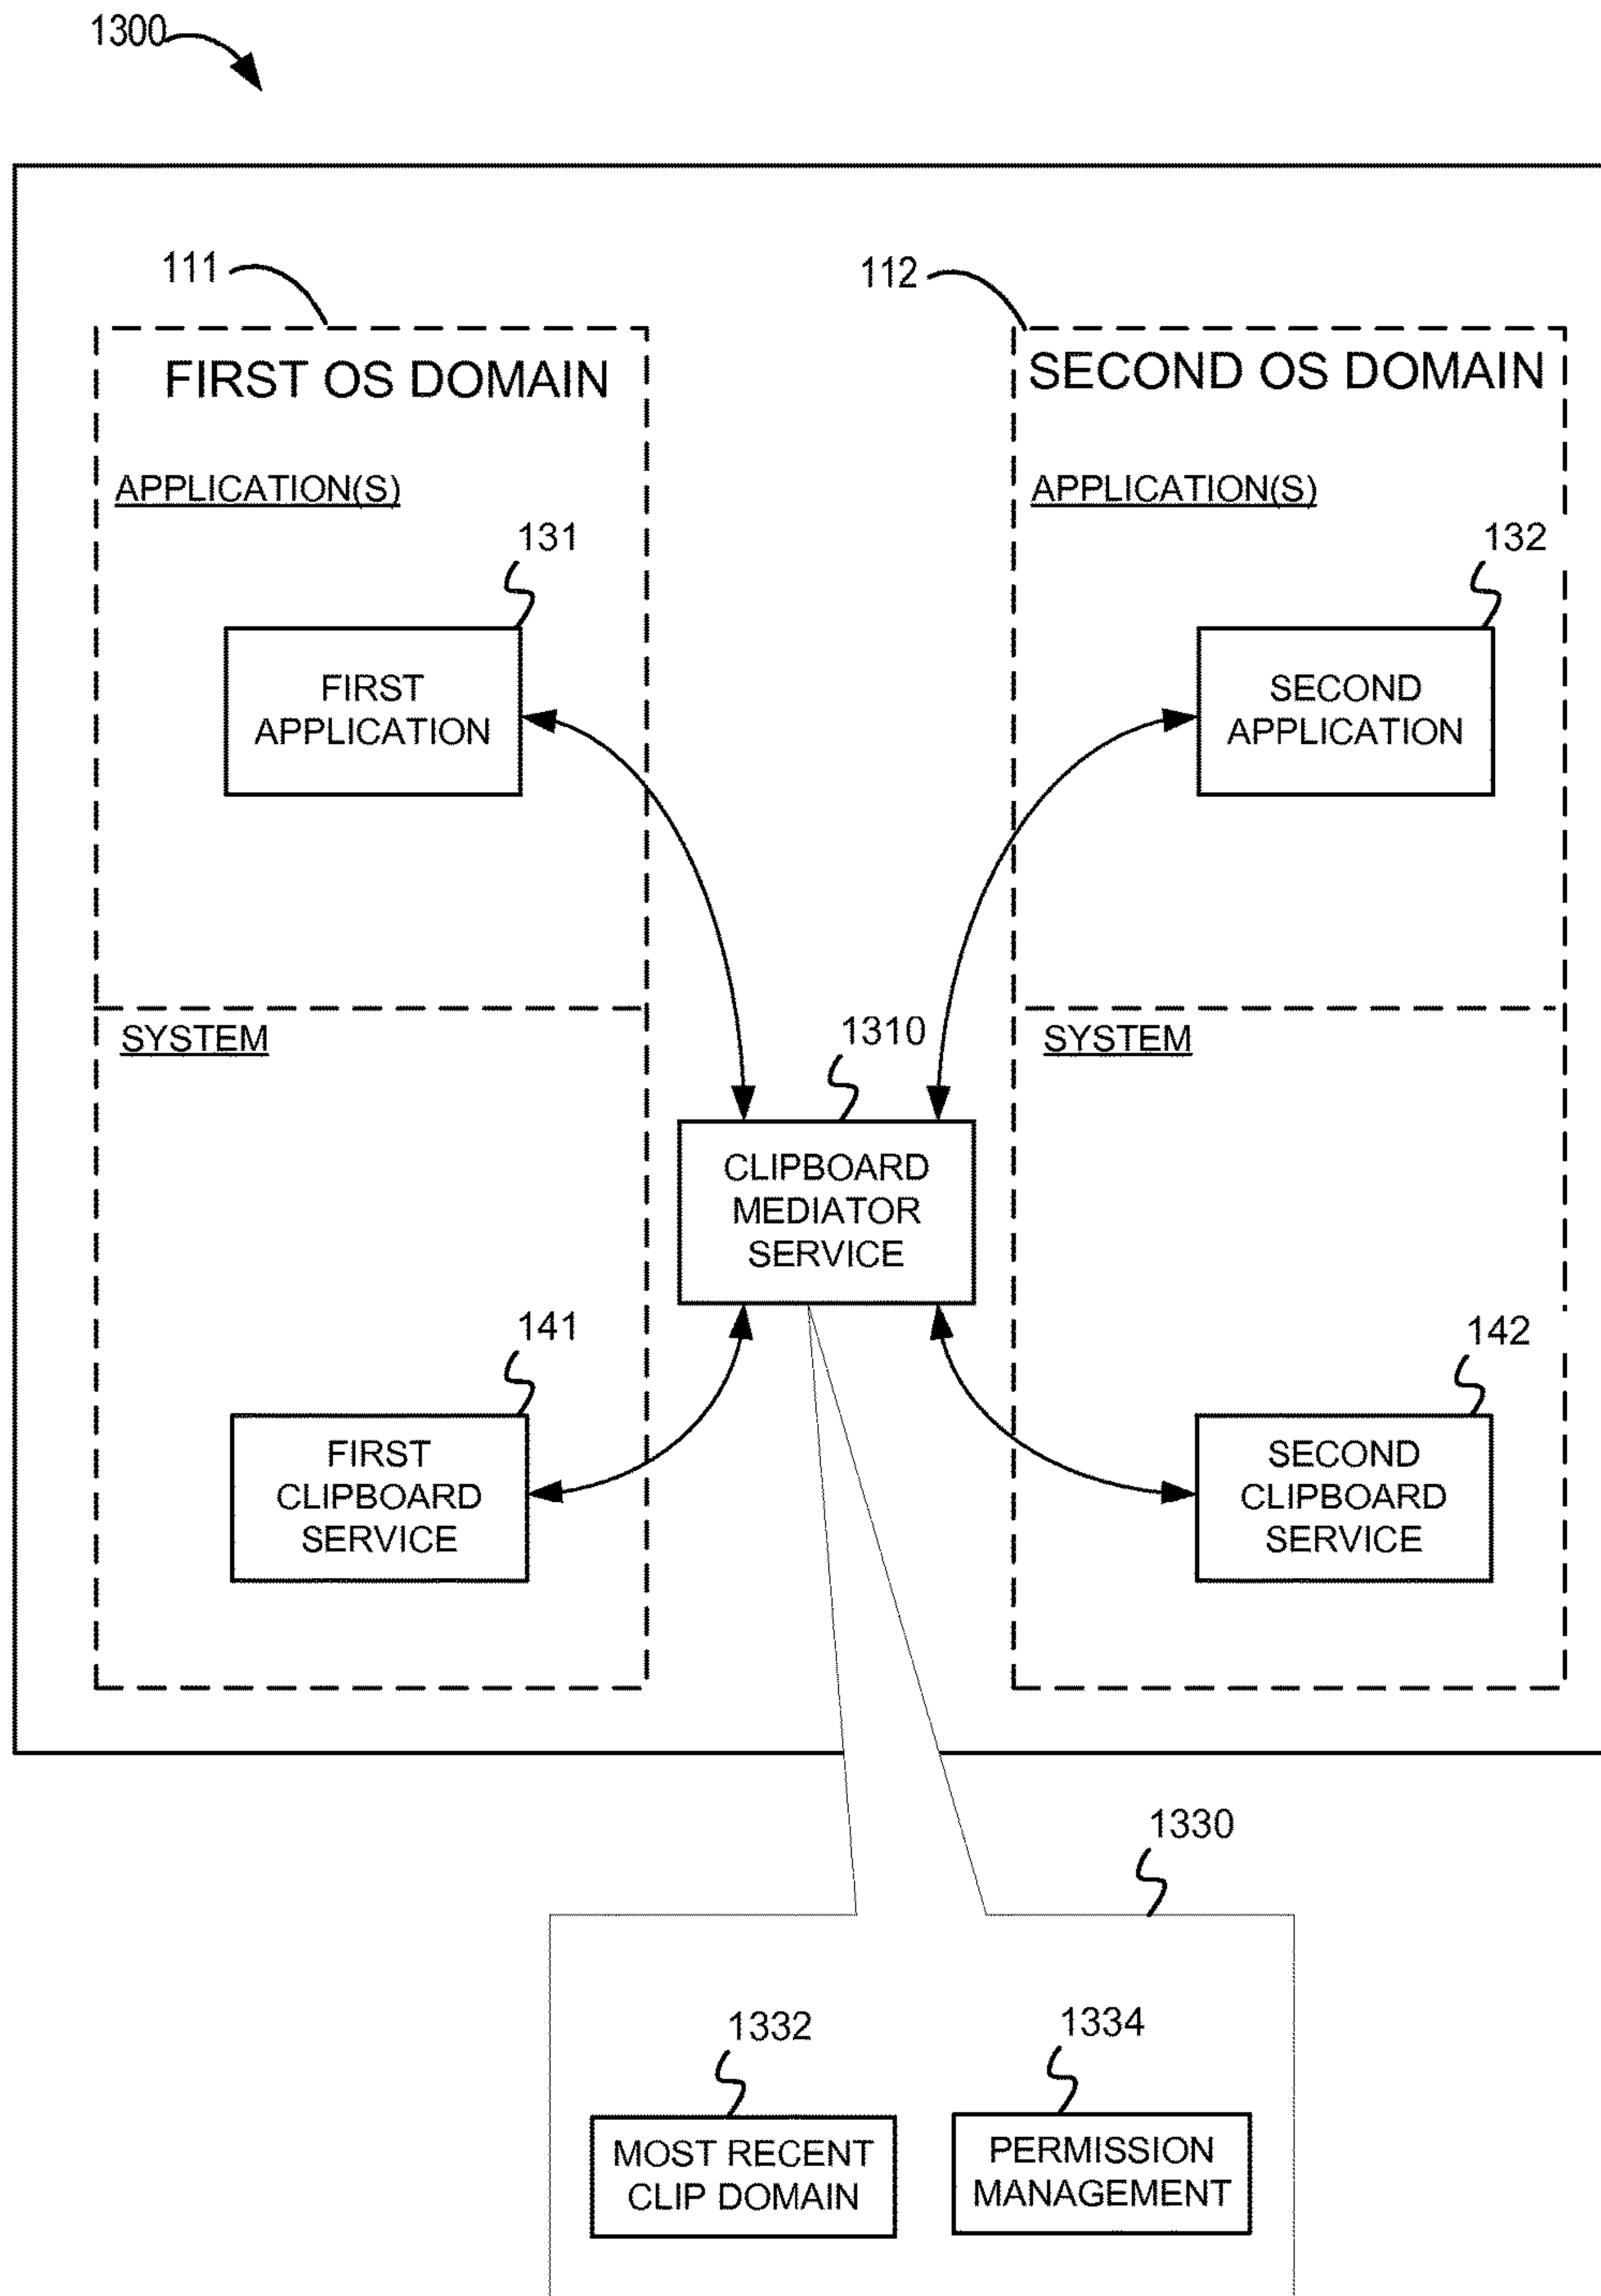 1300
111
112
FIRST OS DOMAIN
SECOND OS DOMAIN
APPLICATION(S)
APPLICATION(S)
131
132
FIRST
APPLICATION
SECOND
APPLICATION
SYSTEM
1310
SYSTEM
CLIPBOARD
MEDIATOR
SERVICE
141
142
FIRST
CLIPBOARD
SERVICE
SECOND
CLIPBOARD
SERVICE
1330
1332
1334
MOST RECENT
CLIP DOMAIN
PERMISSION
MANAGEMENT